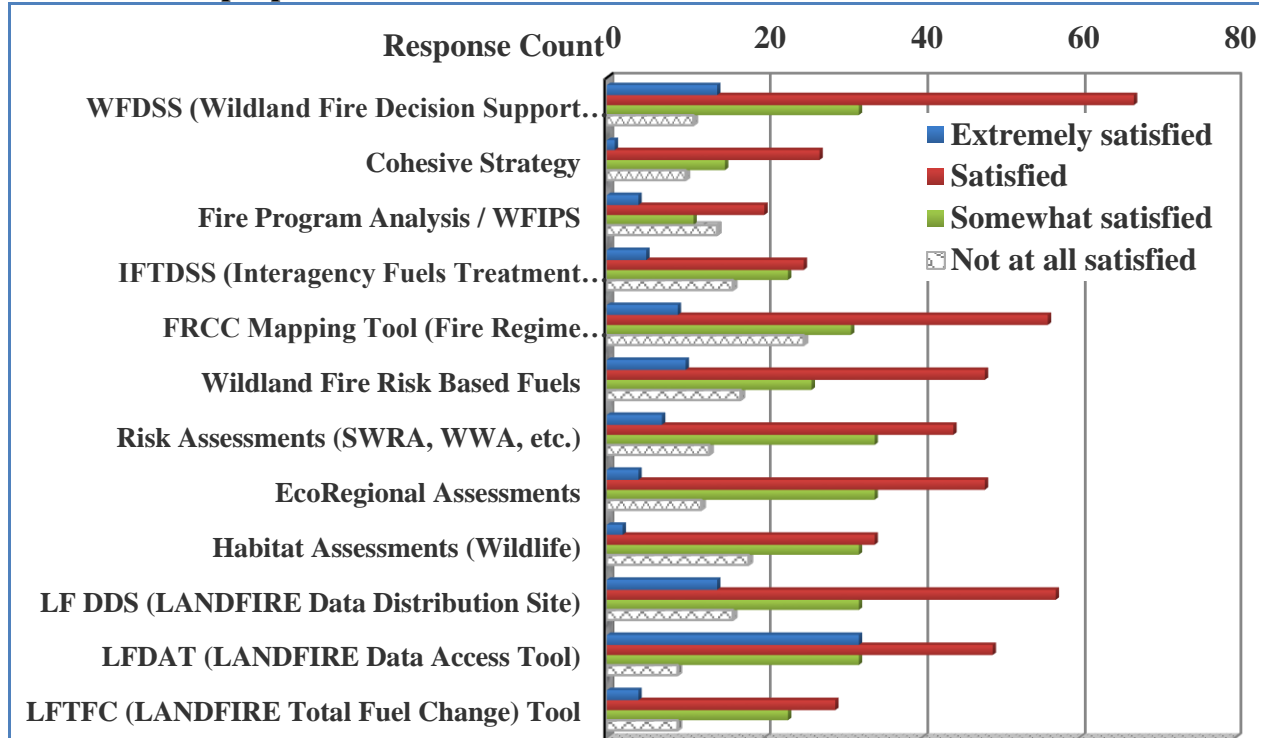 Response Count
0 20 40 60 80
WFDSS (Wildland Fire Decision Support…
Cohesive Strategy
Fire Program Analysis / WFIPS
IFTDSS (Interagency Fuels Treatment…
FRCC Mapping Tool (Fire Regime…
Wildland Fire Risk Based Fuels
Risk Assessments (SWRA, WWA, etc.)
EcoRegional Assessments
Habitat Assessments (Wildlife)
LF DDS (LANDFIRE Data Distribution Site)
LFDAT (LANDFIRE Data Access Tool)
LFTFC (LANDFIRE Total Fuel Change) Tool
Extremely satisfied
Satisfied
Somewhat satisfied
Not at all satisfied